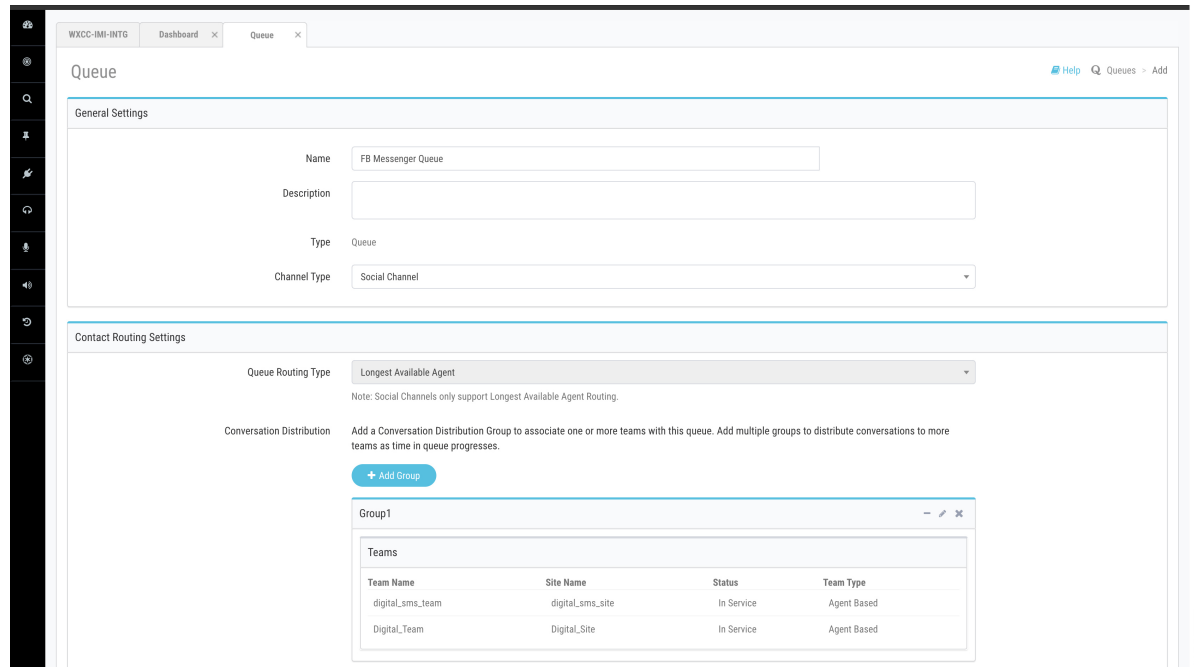 WXCC-IMI-INTG Dashboard × Queue ×
Queue
Help Queues > Add
General Settings
Name FB Messenger Queue
Description
Type Queue
Channel Type Social Channel
Contact Routing Settings
Queue Routing Type Longest Available Agent
Note: Social Channels only support Longest Available Agent Routing.
Conversation Distribution Add a Conversation Distribution Group to associate one or more teams with this queue. Add multiple groups to distribute conversations to more
teams as time in queue progresses.
+ Add Group
Group1
Teams
Team Name Site Name Status Team Type
digital_sms_team digital_sms_site In Service Agent Based
Digital_Team Digital_Site In Service Agent Based